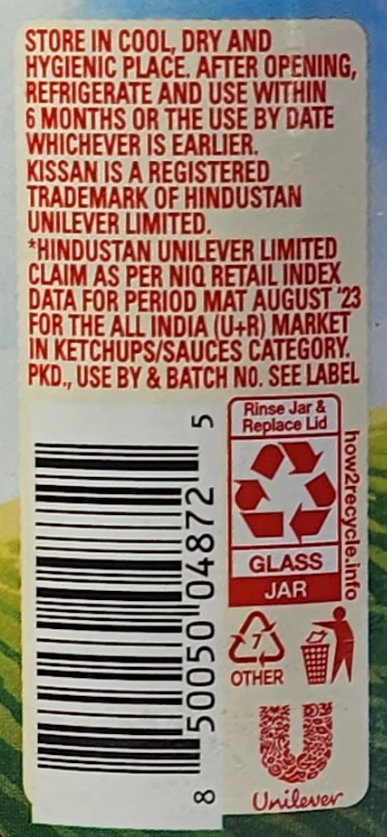 STORE IN COOL, DRY AND
HYGIENIC PLACE. AFTER OPENING,
REFRIGERATE AND USE WITHIN
6 MONTHS OR THE USE BY DATE
WHICHEVER IS EARLIER.
KISSAN IS A REGISTERED
TRADEMARK OF HINDUSTAN
UNILEVER LIMITED.
*HINDUSTAN UNILEVER LIMITED
CLAIM AS PER NIQ RETAIL INDEX
DATA FOR PERIOD MAT AUGUST '23
FOR THE ALL INDIA (U+R) MARKET
IN KETCHUPS/SAUCES CATEGORY.
PKD., USE BY & BATCH NO. SEE LABEL
8 50050 04872 5
Rinse Jar &
Replace Lid
GLASS
JAR
how2recycle.info
7
OTHER
Unilever